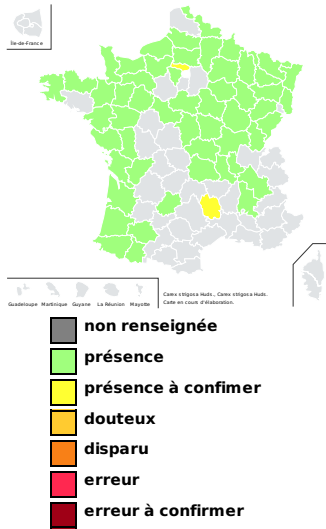 Île-de-France
Guadeloupe Martinique Guyane La Réunion Mayotte
Carex strigosa Huds., Carex strigosa Huds.
Carte en cours d'élaboration.
non renseignée
présence
présence à confimer
douteux
disparu
erreur
erreur à confirmer